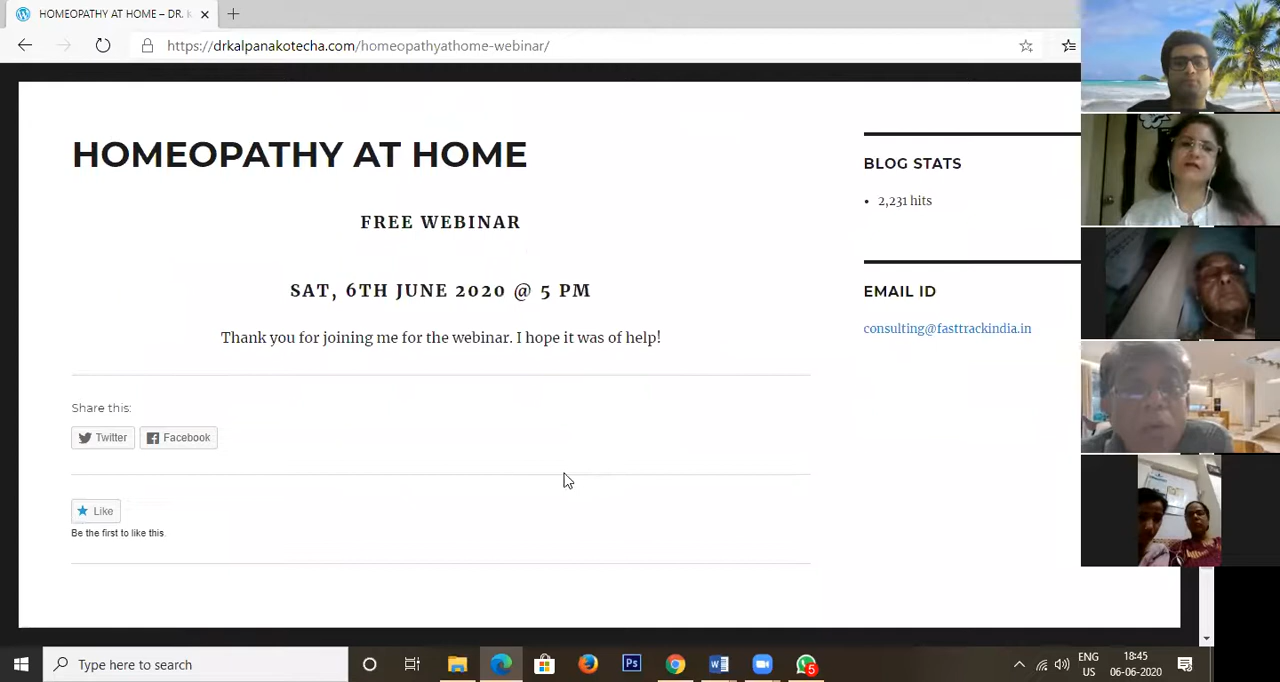 HOMEOPATHY AT HOME – DR. K
https://drkalpanakotecha.com/homeopathyathome-webinar/
HOMEOPATHY AT HOME
FREE WEBINAR
SAT, 6TH JUNE 2020 @ 5 PM
Thank you for joining me for the webinar. I hope it was of help!
Share this:
Twitter
Facebook
Like
Be the first to like this.
BLOG STATS
2,231 hits
EMAIL ID
consulting@fasttrackindia.in
Type here to search
Ps
5
ENG
US
18:45
06-06-2020